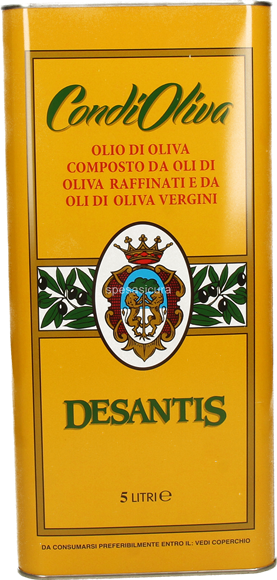 CondiOliva
OLIO DI OLIVA
COMPOSTO DA OLI DI
OLIVA RAFFINATI E DA
OLI DI OLIVA VERGINI
spesasicura
DESANTIS
5 LITRI ℮
DA CONSUMARSI PREFERIBILMENTE ENTRO IL: VEDI COPERCHIO